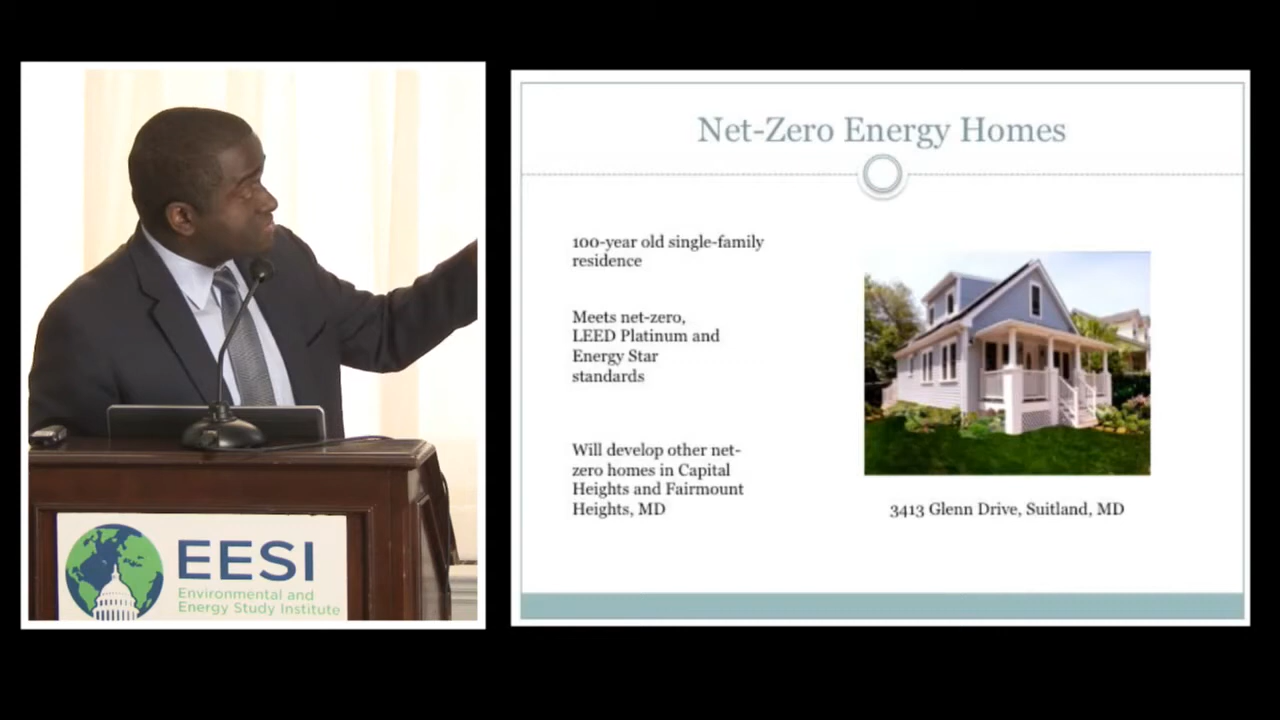 EESI
Environmental and
Energy Study Institute
Net-Zero Energy Homes
100-year old single-family
residence
Meets net-zero,
LEED Platinum and
Energy Star
standards
Will develop other net-
zero homes in Capital
Heights and Fairmount
Heights, MD
3413 Glenn Drive, Suitland, MD